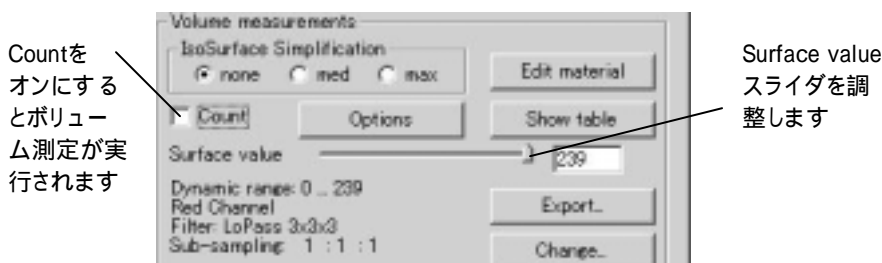 Countを
オンにする
とボリュー
ム測定が実
行されます
Volume measurements
IsoSurface Simplification
none med max
Edit material
Count
Options
Show table
Surface value
239
Dynamic range: 0 ... 239
Red Channel
Filter: LoPass 3x3x3
Sub-sampling: 1 : 1 : 1
Export...
Change...
Surface value
スライダを調
整します